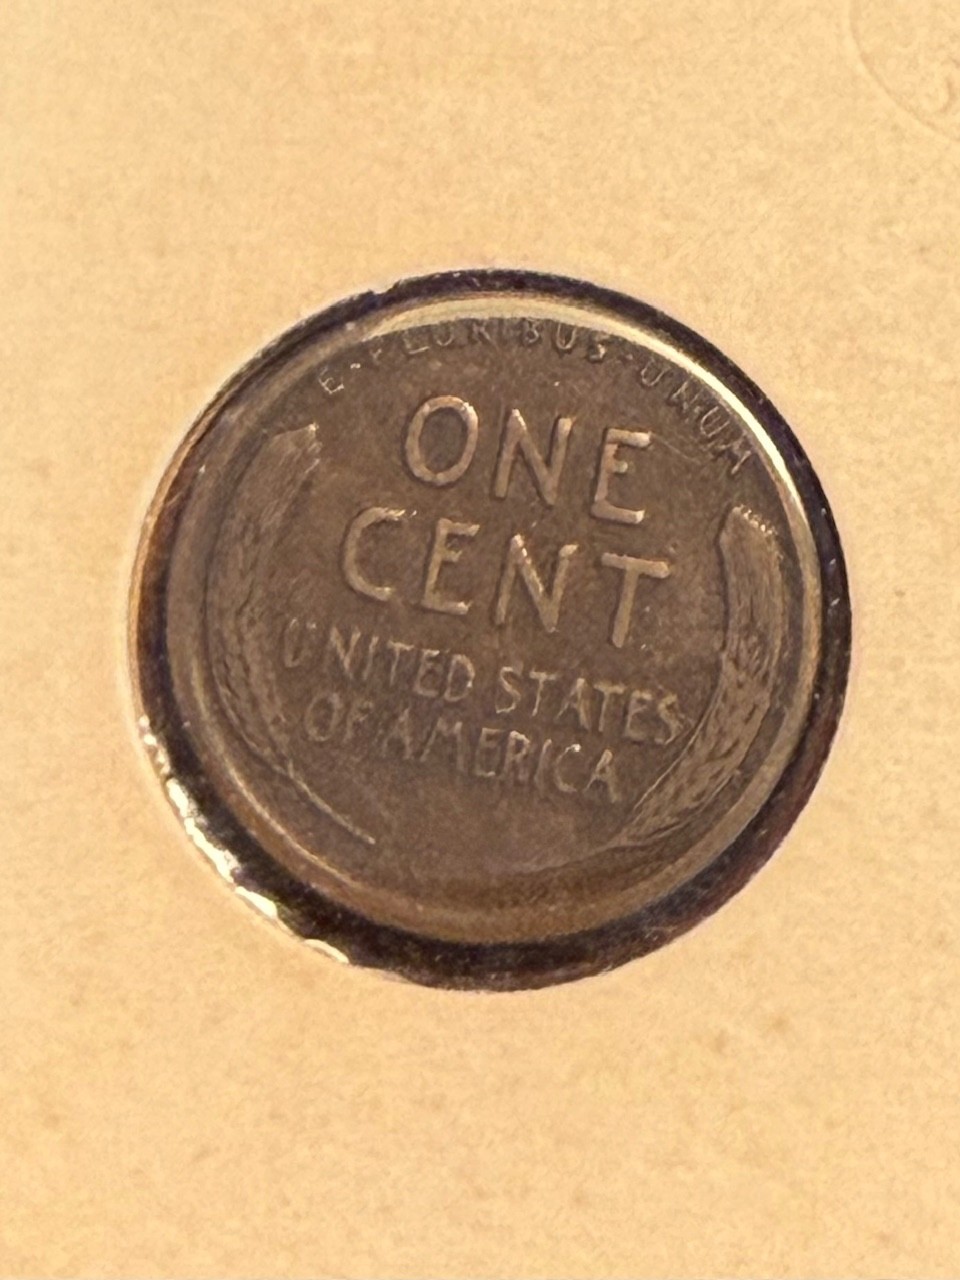 E·PLURIBUS·UNUM
ONE
CENT
UNITED STATES
OF AMERICA